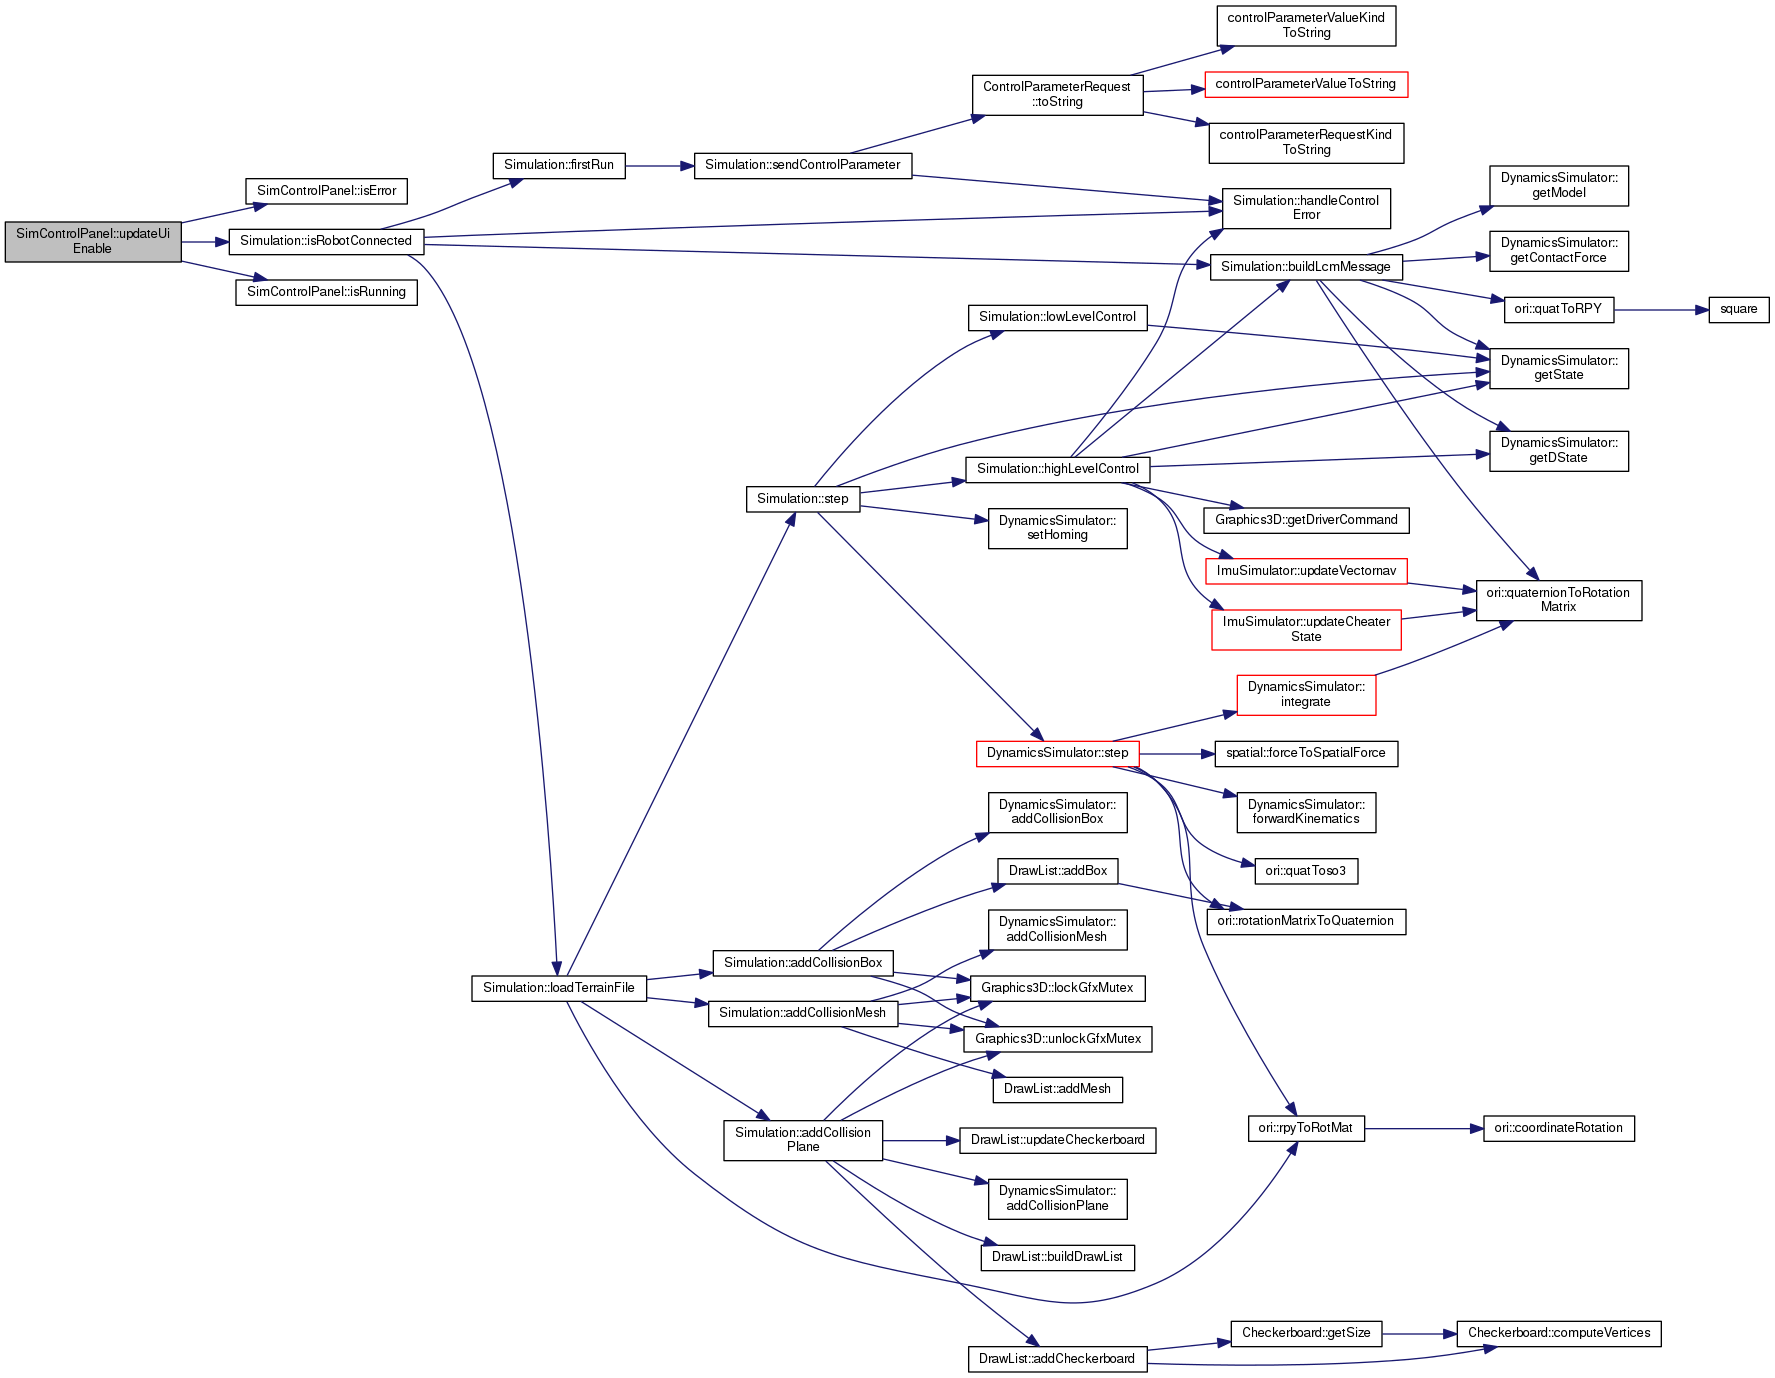 controlParameterValueKind
ToString
ControlParameterRequest
::toString
controlParameterValueToString
controlParameterRequestKind
ToString
Simulation::firstRun
Simulation::sendControlParameter
SimControlPanel::isError
Simulation::handleControl
Error
DynamicsSimulator::
getModel
SimControlPanel::updateUi
Enable
Simulation::isRobotConnected
SimControlPanel::isRunning
Simulation::buildLcmMessage
DynamicsSimulator::
getContactForce
ori::quatToRPY
square
Simulation::lowLevelControl
DynamicsSimulator::
getState
DynamicsSimulator::
getDState
Simulation::highLevelControl
Simulation::step
DynamicsSimulator::
setHoming
Graphics3D::getDriverCommand
ImuSimulator::updateVectornav
ori::quaternionToRotation
Matrix
ImuSimulator::updateCheater
State
DynamicsSimulator::
integrate
DynamicsSimulator::step
spatial::forceToSpatialForce
DynamicsSimulator::
addCollisionBox
DynamicsSimulator::
forwardKinematics
DrawList::addBox
ori::quatToso3
DynamicsSimulator::
addCollisionMesh
ori::rotationMatrixToQuaternion
Simulation::addCollisionBox
Simulation::loadTerrainFile
Graphics3D::lockGfxMutex
Simulation::addCollisionMesh
Graphics3D::unlockGfxMutex
DrawList::addMesh
Simulation::addCollision
Plane
DrawList::updateCheckerboard
ori::rpyToRotMat
ori::coordinateRotation
DynamicsSimulator::
addCollisionPlane
DrawList::buildDrawList
Checkerboard::getSize
Checkerboard::computeVertices
DrawList::addCheckerboard